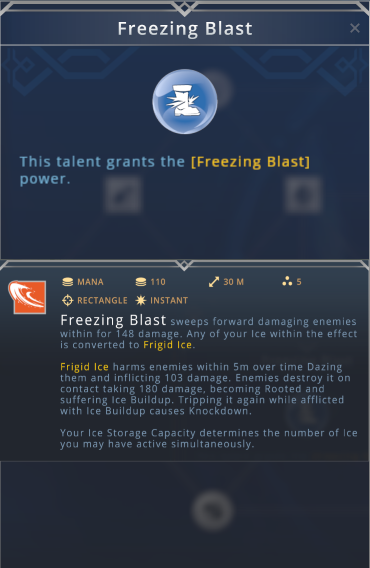 Freezing Blast
This talent grants the [Freezing Blast]
power.
MANA 110 30 M 5
RECTANGLE INSTANT
Freezing Blast sweeps forward damaging enemies
within for 148 damage. Any of your Ice within the effect
is converted to Frigid Ice.
Frigid Ice harms enemies within 5m over time Dazing
them and inflicting 103 damage. Enemies destroy it on
contact taking 180 damage, becoming Rooted and
suffering Ice Buildup. Tripping it again while afflicted
with Ice Buildup causes Knockdown.
Your Ice Storage Capacity determines the number of Ice
you may have active simultaneously.